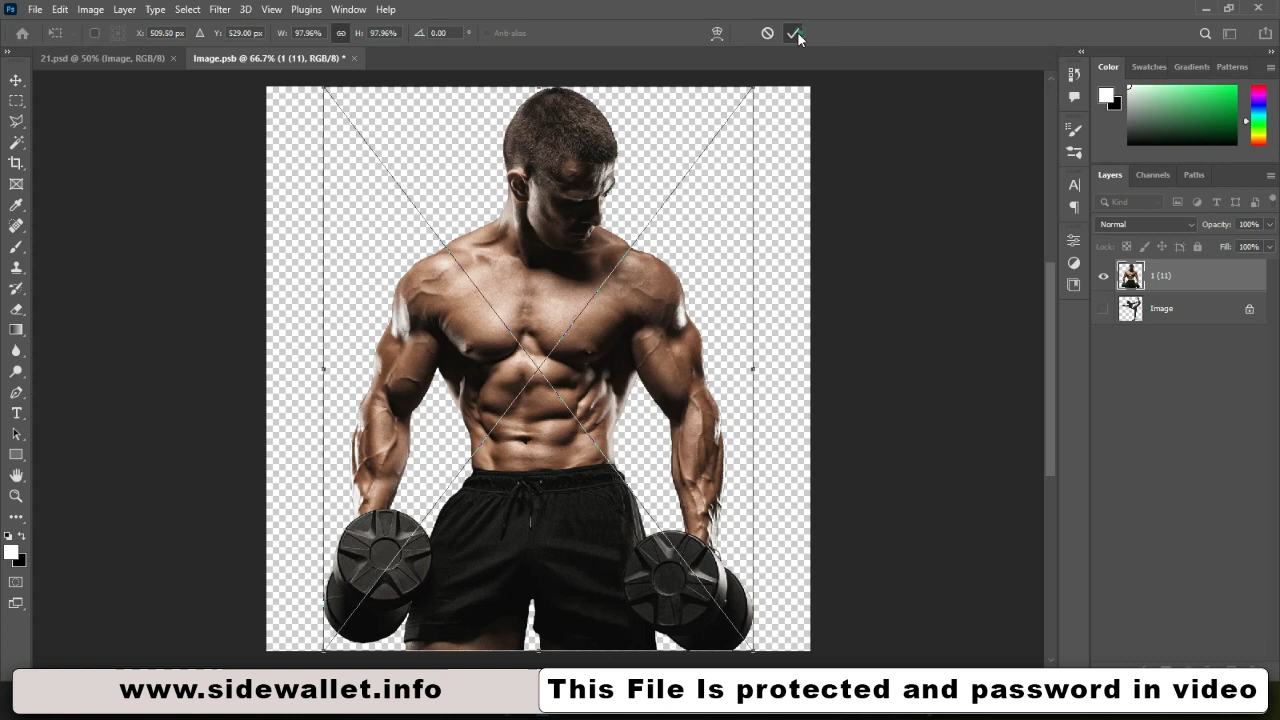 Ps File Edit Image Layer Type Select Filter 3D View Plugins Window Help
X: 509.50 px Y: 529.00 px W: 97.96% H: 97.96% 0.00 ° Anti-alias
21.psd @ 50% (Image, RGB/8) × Image.psb @ 66.7% (1 (11), RGB/8) * ×
Color Swatches Gradients Patterns
Layers Channels Paths
Kind
Normal Opacity: 100%
Lock: Fill: 100%
1 (11)
Image
www.sidewallet.info
This File Is protected and password in video